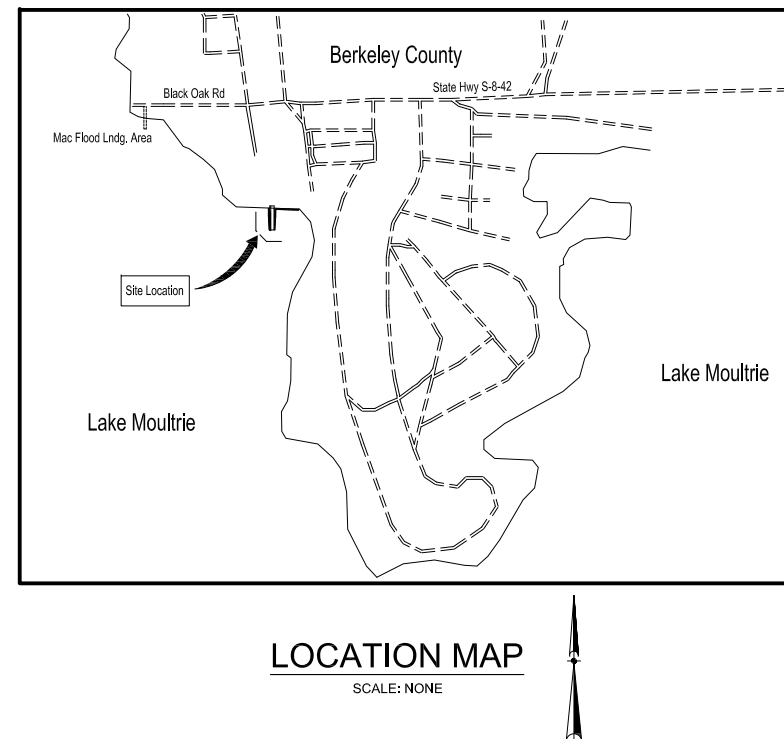 Berkeley County
State Hwy S-8-42
Black Oak Rd
Mac Flood Lndg. Area
Site Location
Lake Moultrie
Lake Moultrie
LOCATION MAP
SCALE: NONE